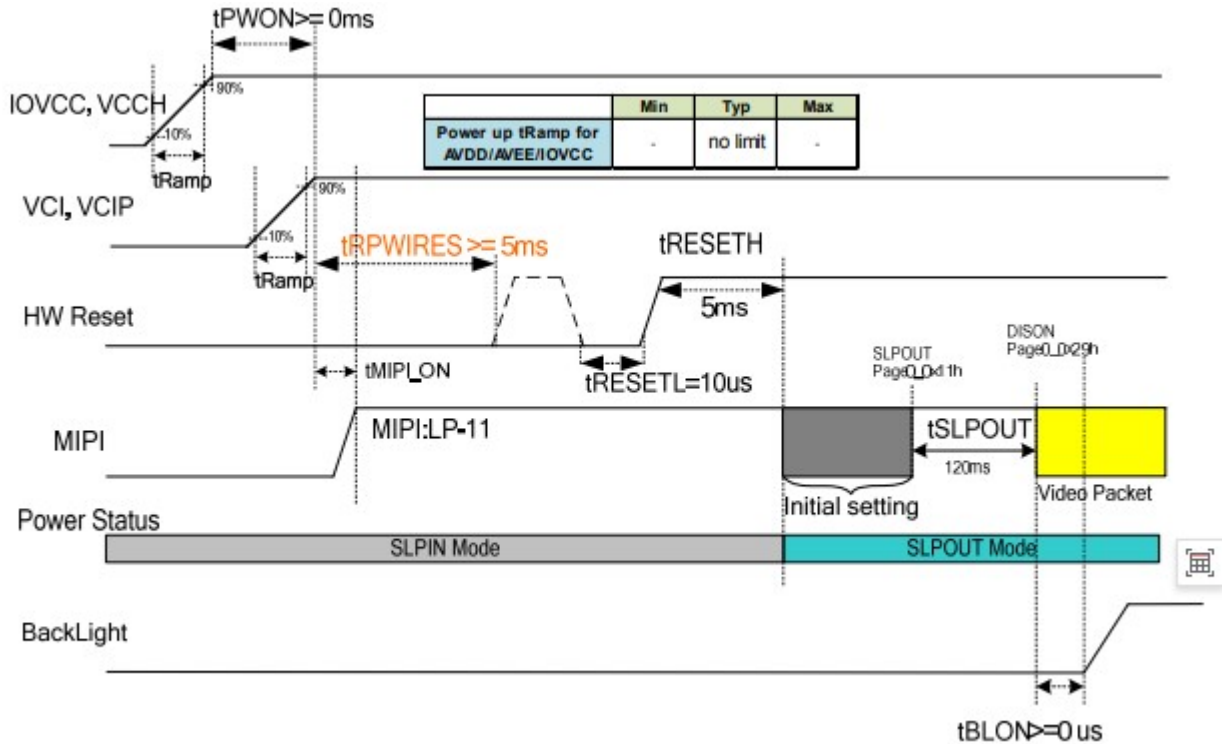 tPWON>= 0ms
IOVCC, VCCH
90%
10%
tRamp
Min Typ Max
Power up tRamp for
AVDD/AVEE/IOVCC
- no limit -
VCI, VCIP
90%
10%
tRamp
tRPWIRES >= 5ms
tRESETH
5ms
HW Reset
tMIPI_ON
tRESETL=10us
SLPOUT
Page0_0x11h
DISON
Page0_0x29h
MIPI
MIPI:LP-11
tSLPOUT
120ms
Initial setting
Video Packet
Power Status
SLPIN Mode
SLPOUT Mode
BackLight
tBLON>=0 us